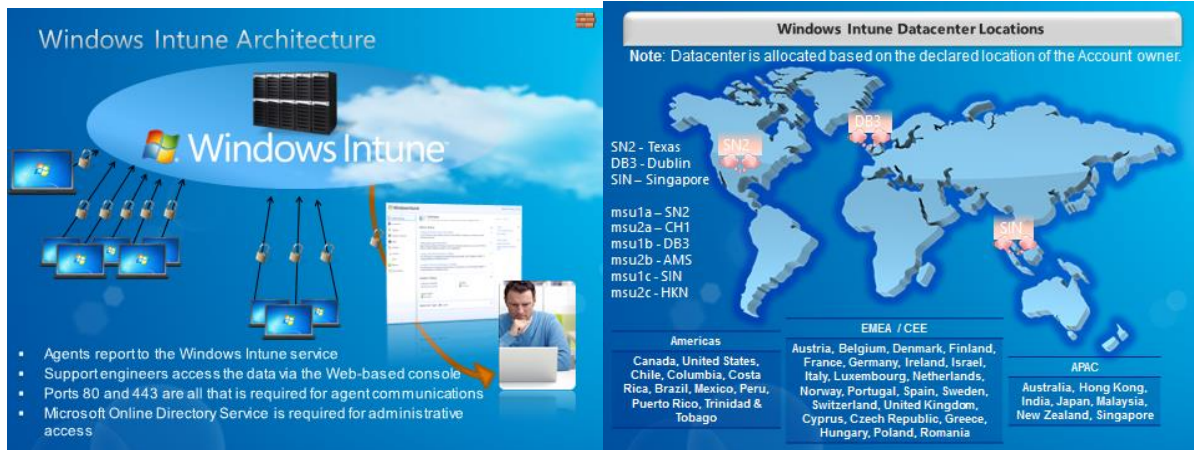 Windows Intune Architecture
Windows Intune
▪ Agents report to the Windows Intune service
▪ Support engineers access the data via the Web-based console
▪ Ports 80 and 443 are all that is required for agent communications
▪ Microsoft Online Directory Service is required for administrative
access
Windows Intune Datacenter Locations
Note: Datacenter is allocated based on the declared location of the Account owner.
SN2
DB3
SIN
SN2 - Texas
DB3 - Dublin
SIN – Singapore
msu1a – SN2
msu2a – CH1
msu1b - DB3
msu2b - AMS
msu1c - SIN
msu2c - HKN
Americas
Canada, United States,
Chile, Columbia, Costa
Rica, Brazil, Mexico, Peru,
Puerto Rico, Trinidad &
Tobago
EMEA / CEE
Austria, Belgium, Denmark, Finland,
France, Germany, Ireland, Israel,
Italy, Luxembourg, Netherlands,
Norway, Portugal, Spain, Sweden,
Switzerland, United Kingdom,
Cyprus, Czech Republic, Greece,
Hungary, Poland, Romania
APAC
Australia, Hong Kong,
India, Japan, Malaysia,
New Zealand, Singapore